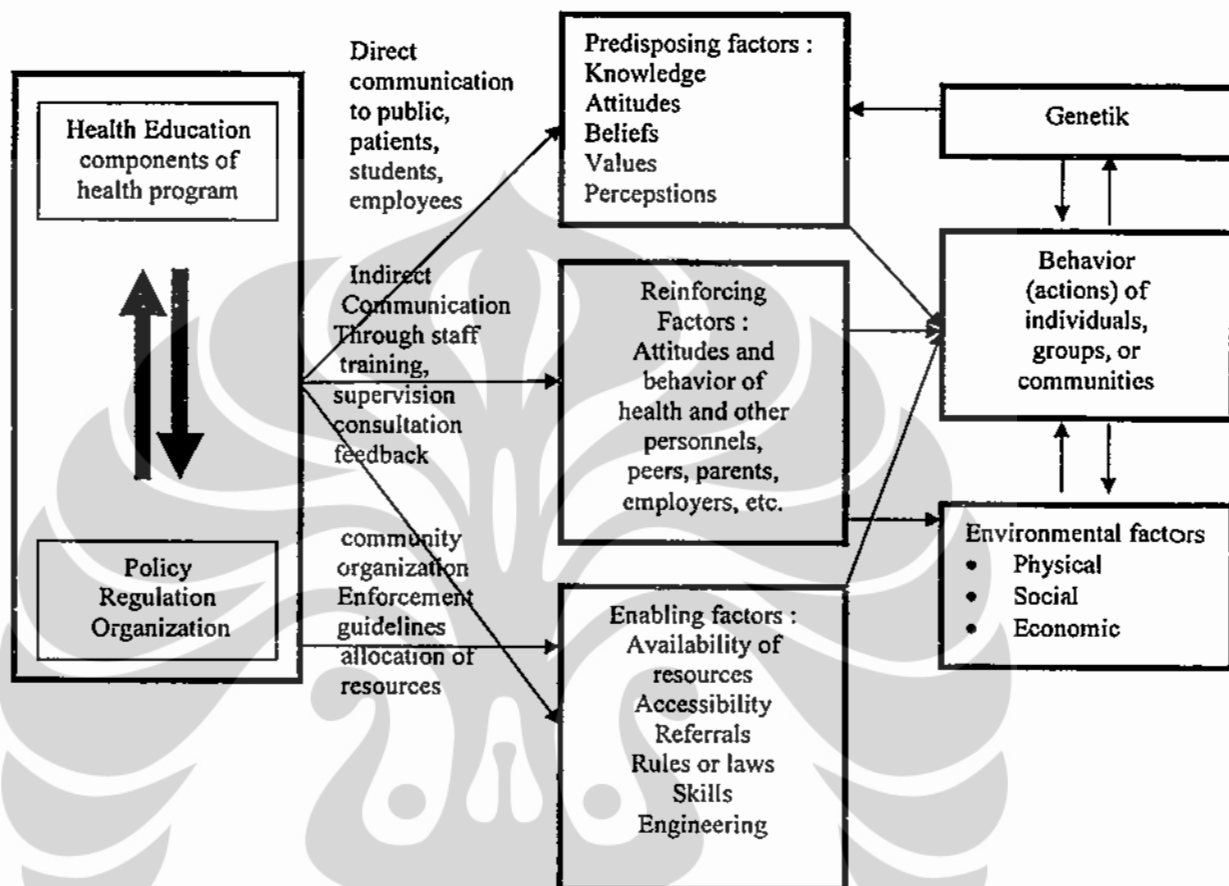 Health Education
components of
health program
Policy
Regulation
Organization
Direct
communication
to public,
patients,
students,
employees
Indirect
Communication
Through staff
training,
supervision
consultation
feedback
community
organization
Enforcement
guidelines
allocation of
resources
Predisposing factors :
Knowledge
Attitudes
Beliefs
Values
Percepstions
Reinforcing
Factors :
Attitudes and
behavior of
health and other
personnels,
peers, parents,
employers, etc.
Enabling factors :
Availability of
resources
Accessibility
Referrals
Rules or laws
Skills
Engineering
Genetik
Behavior
(actions) of
individuals,
groups, or
communities
Environmental factors
• Physical
• Social
• Economic